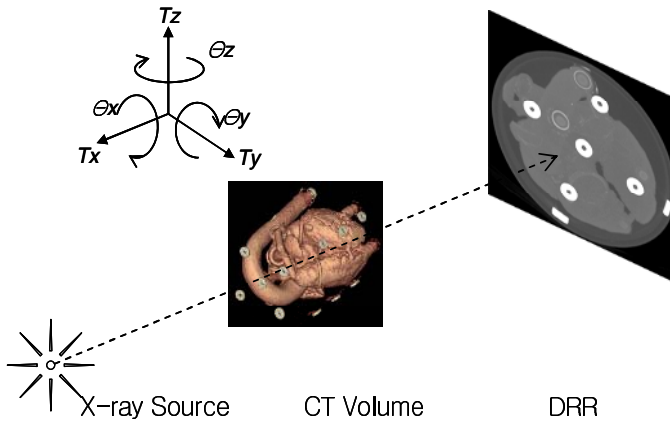 Tz
θz
θx
θy
Tx
Ty
X-ray Source
CT Volume
DRR